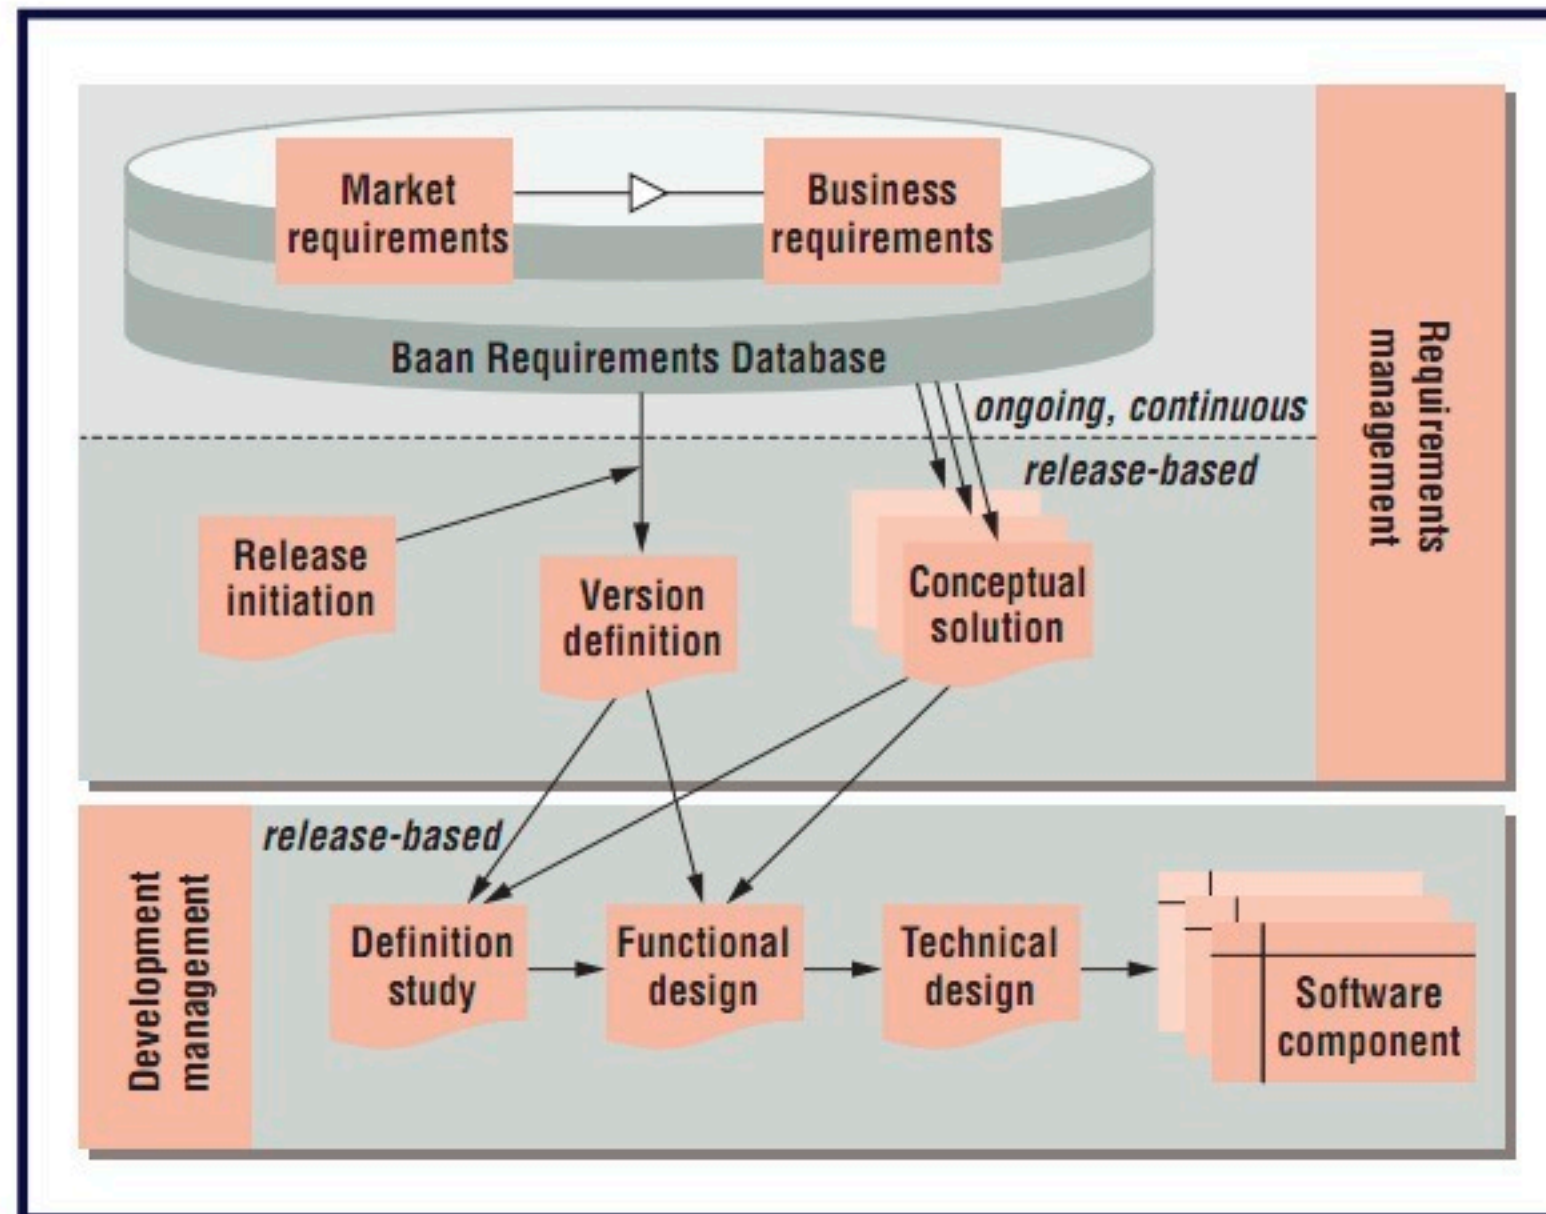 Market
requirements
Business
requirements
Baan Requirements Database
ongoing, continuous
release-based
Requirements
management
Release
initiation
Version
definition
Conceptual
solution
release-based
Development
management
Definition
study
Functional
design
Technical
design
Software
component